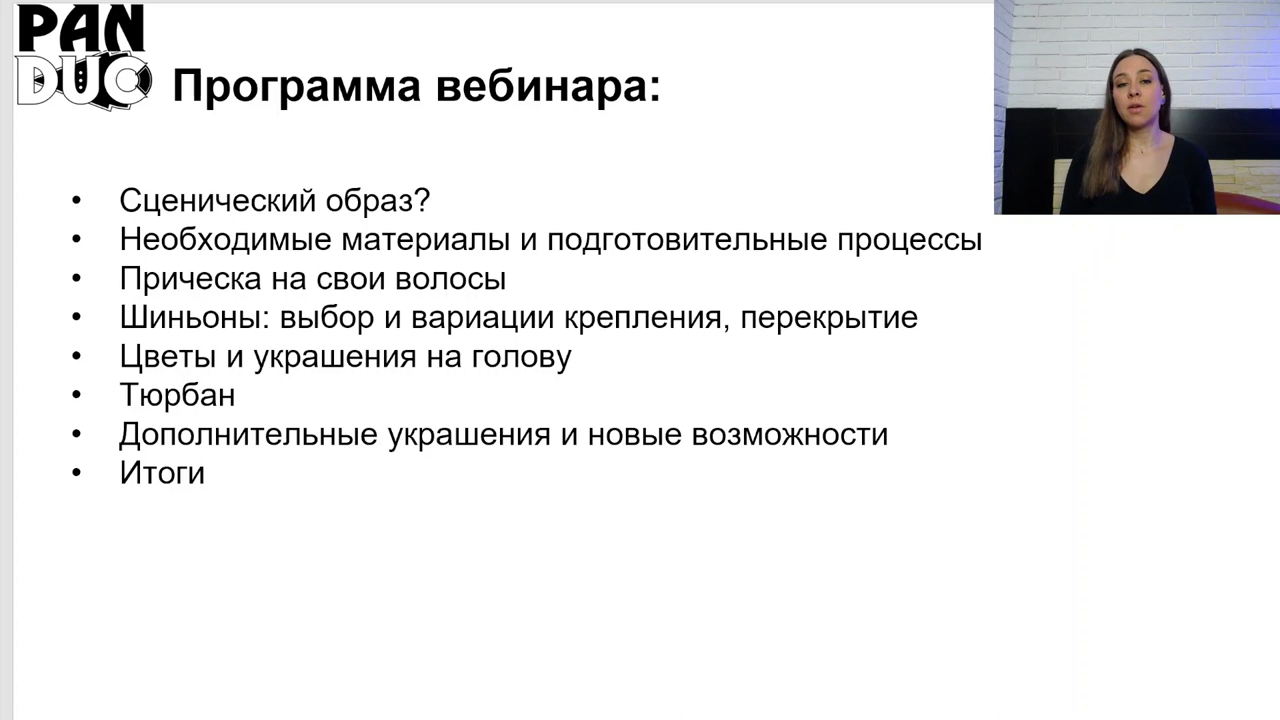 PAN
DUC
Программа вебинара:
• Сценический образ?
• Необходимые материалы и подготовительные процессы
• Прическа на свои волосы
• Шиньоны: выбор и вариации крепления, перекрытие
• Цветы и украшения на голову
• Тюрбан
• Дополнительные украшения и новые возможности
• Итоги